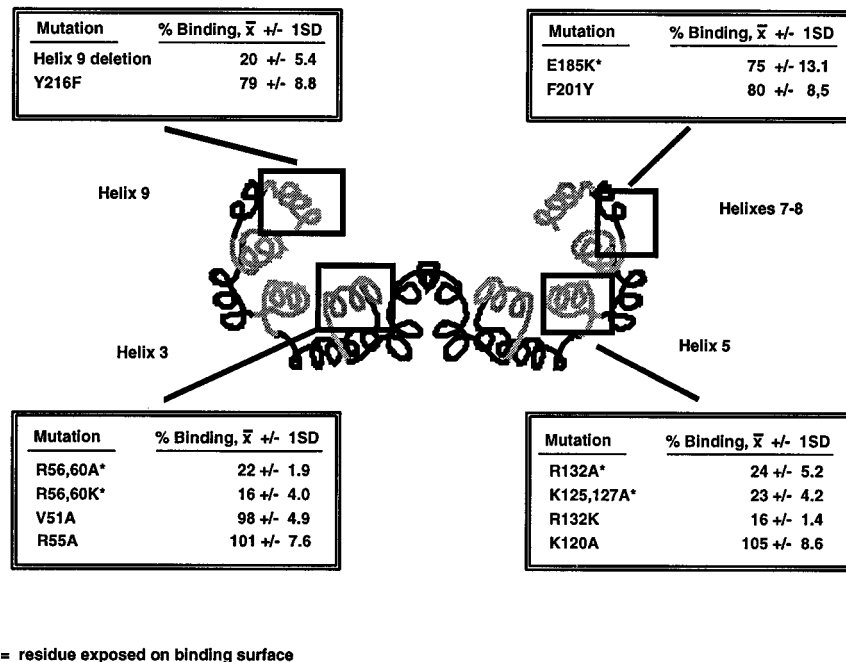 Mutation % Binding, x̅ +/- 1SD
Helix 9 deletion 20 +/- 5.4
Y216F 79 +/- 8.8
Mutation % Binding, x̅ +/- 1SD
E185K* 75 +/- 13.1
F201Y 80 +/- 8,5
Helix 9
Helixes 7-8
Helix 3
Helix 5
Mutation % Binding, x̅ +/- 1SD
R56,60A* 22 +/- 1.9
R56,60K* 16 +/- 4.0
V51A 98 +/- 4.9
R55A 101 +/- 7.6
Mutation % Binding, x̅ +/- 1SD
R132A* 24 +/- 5.2
K125,127A* 23 +/- 4.2
R132K 16 +/- 1.4
K120A 105 +/- 8.6
= residue exposed on binding surface